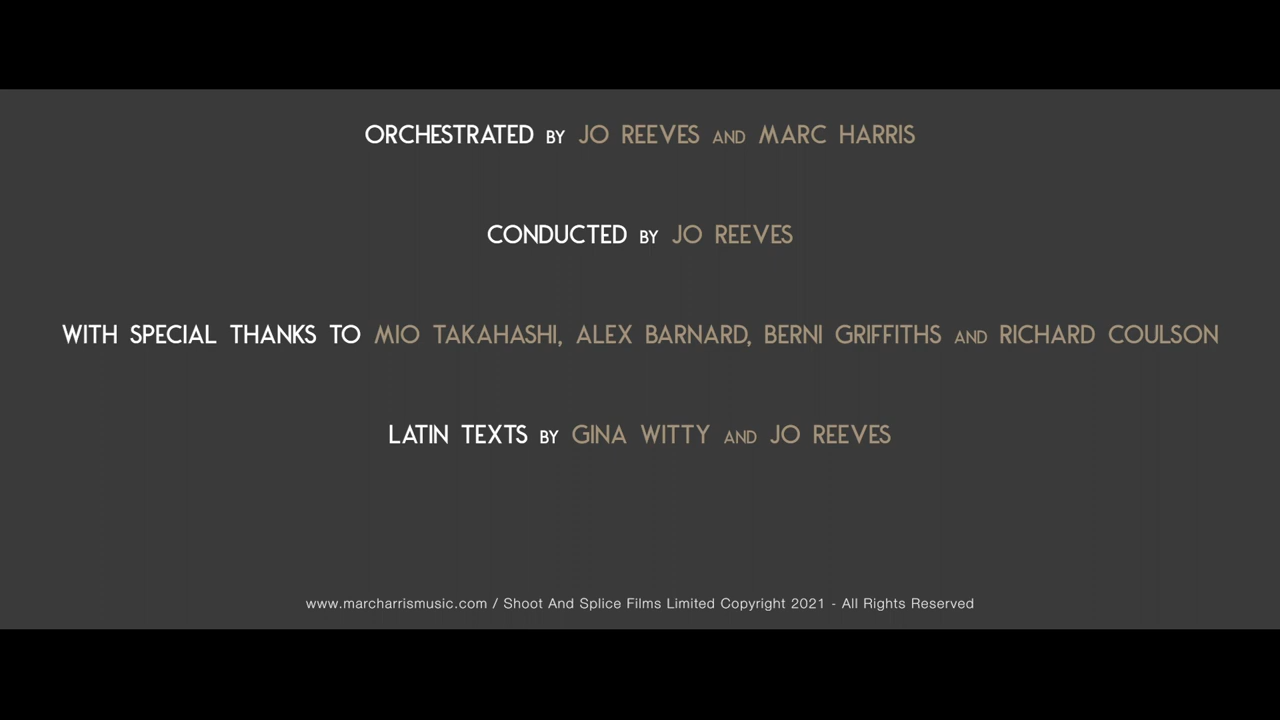 ORCHESTRATED BY JO REEVES AND MARC HARRIS
CONDUCTED BY JO REEVES
WITH SPECIAL THANKS TO MIO TAKAHASHI, ALEX BARNARD, BERNI GRIFFITHS AND RICHARD COULSON
LATIN TEXTS BY GINA WITTY AND JO REEVES
www.marcharrismusic.com / Shoot And Splice Films Limited Copyright 2021 - All Rights Reserved